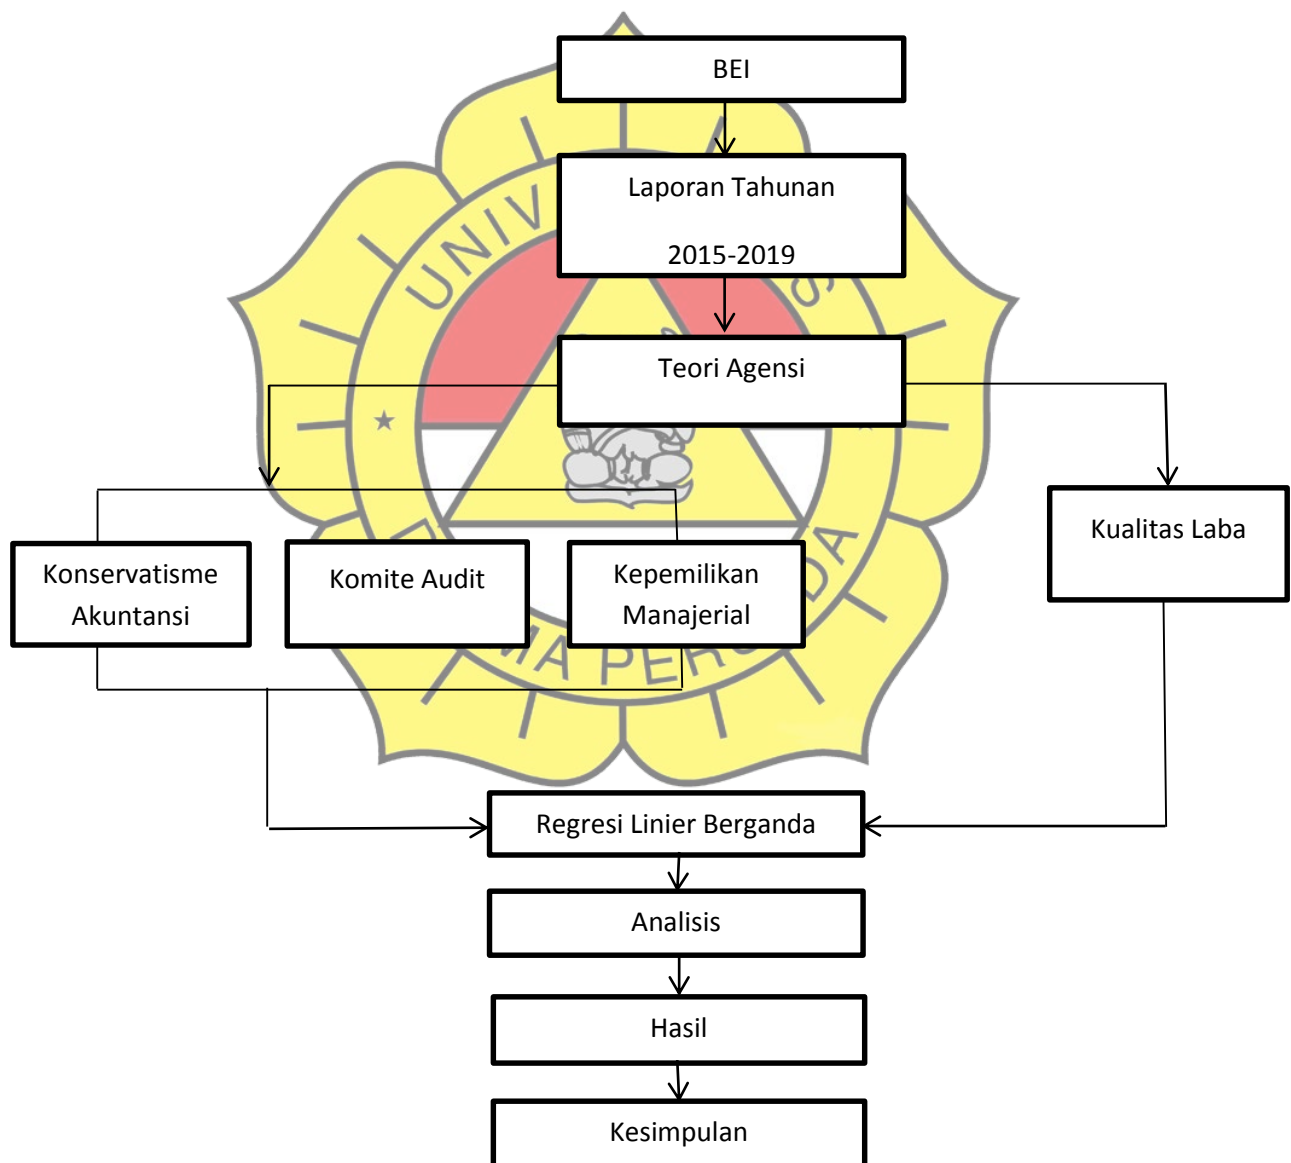 BEI
Laporan Tahunan
2015-2019
Teori Agensi
Konservatisme
Akuntansi
Komite Audit
Kepemilikan
Manajerial
Kualitas Laba
Regresi Linier Berganda
Analisis
Hasil
Kesimpulan